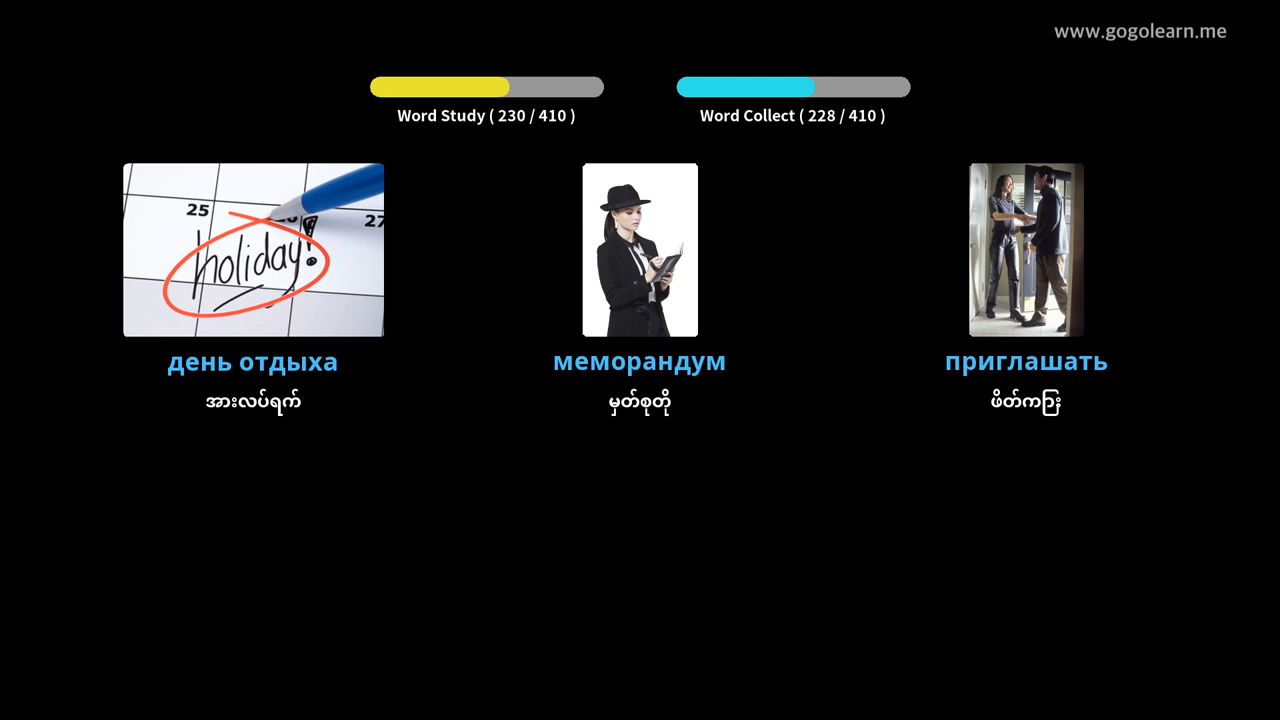 www.gogolearn.me
Word Study ( 230 / 410 )
Word Collect ( 228 / 410 )
25
27
holiday!
день отдыха
меморандум
приглашать
အားလပ်ရက်
မှတ်စုတို
ဖိတ်ကြား